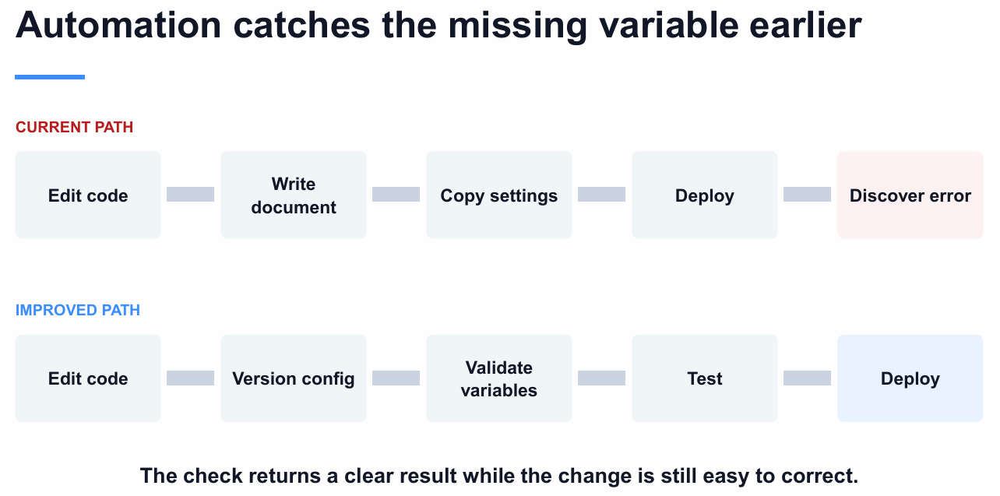 Automation catches the missing variable earlier
CURRENT PATH
Edit code
Write
document
Copy settings
Deploy
Discover error
IMPROVED PATH
Edit code
Version config
Validate
variables
Test
Deploy
The check returns a clear result while the change is still easy to correct.